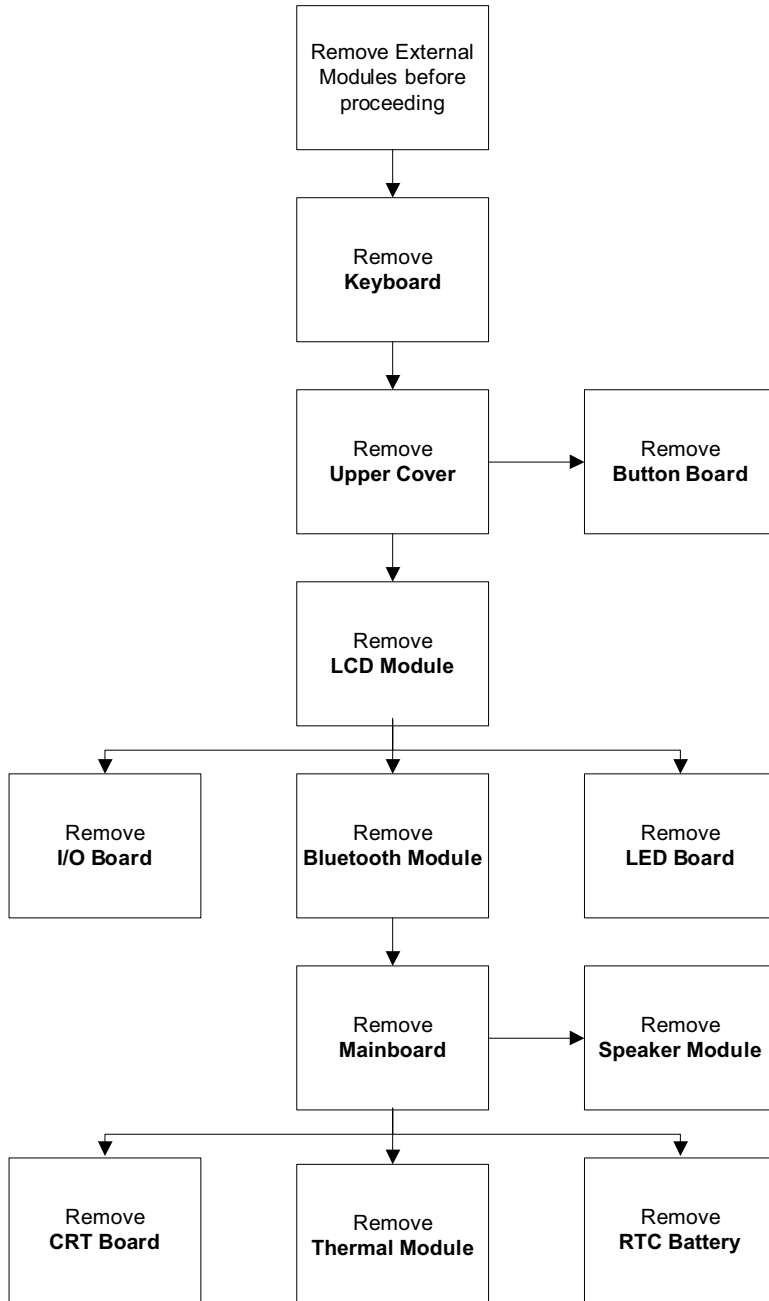 Remove External
Modules before
proceeding
Remove
Keyboard
Remove
Upper Cover
Remove
Button Board
Remove
LCD Module
Remove
I/O Board
Remove
Bluetooth Module
Remove
LED Board
Remove
Mainboard
Remove
Speaker Module
Remove
CRT Board
Remove
Thermal Module
Remove
RTC Battery